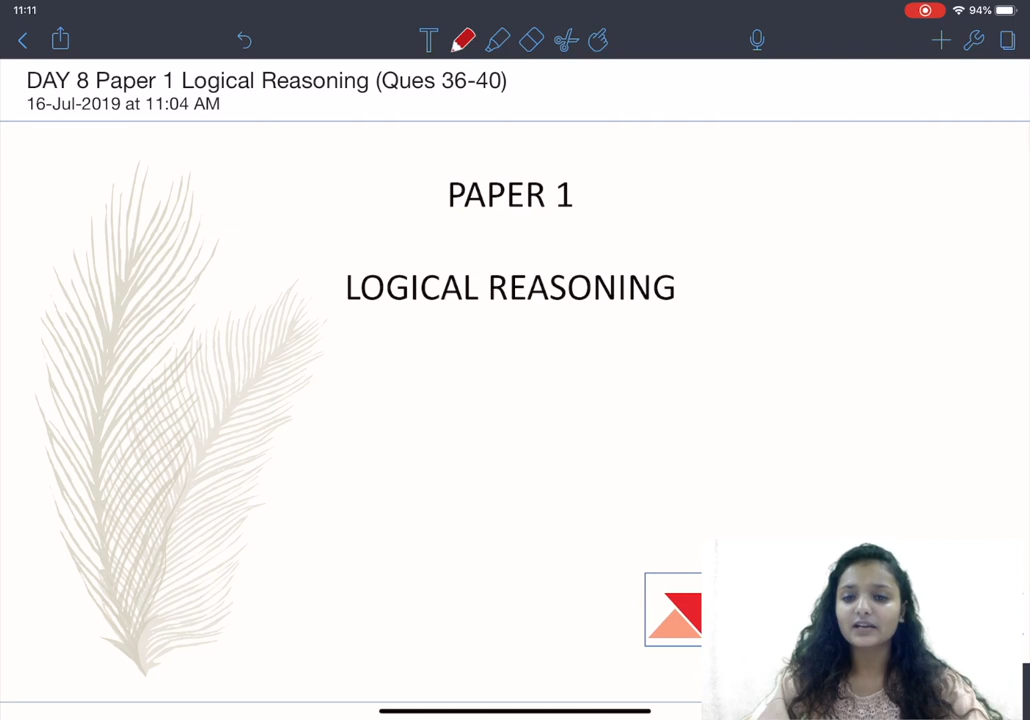 11:11
94%
T
DAY 8 Paper 1 Logical Reasoning (Ques 36-40)
16-Jul-2019 at 11:04 AM
PAPER 1
LOGICAL REASONING